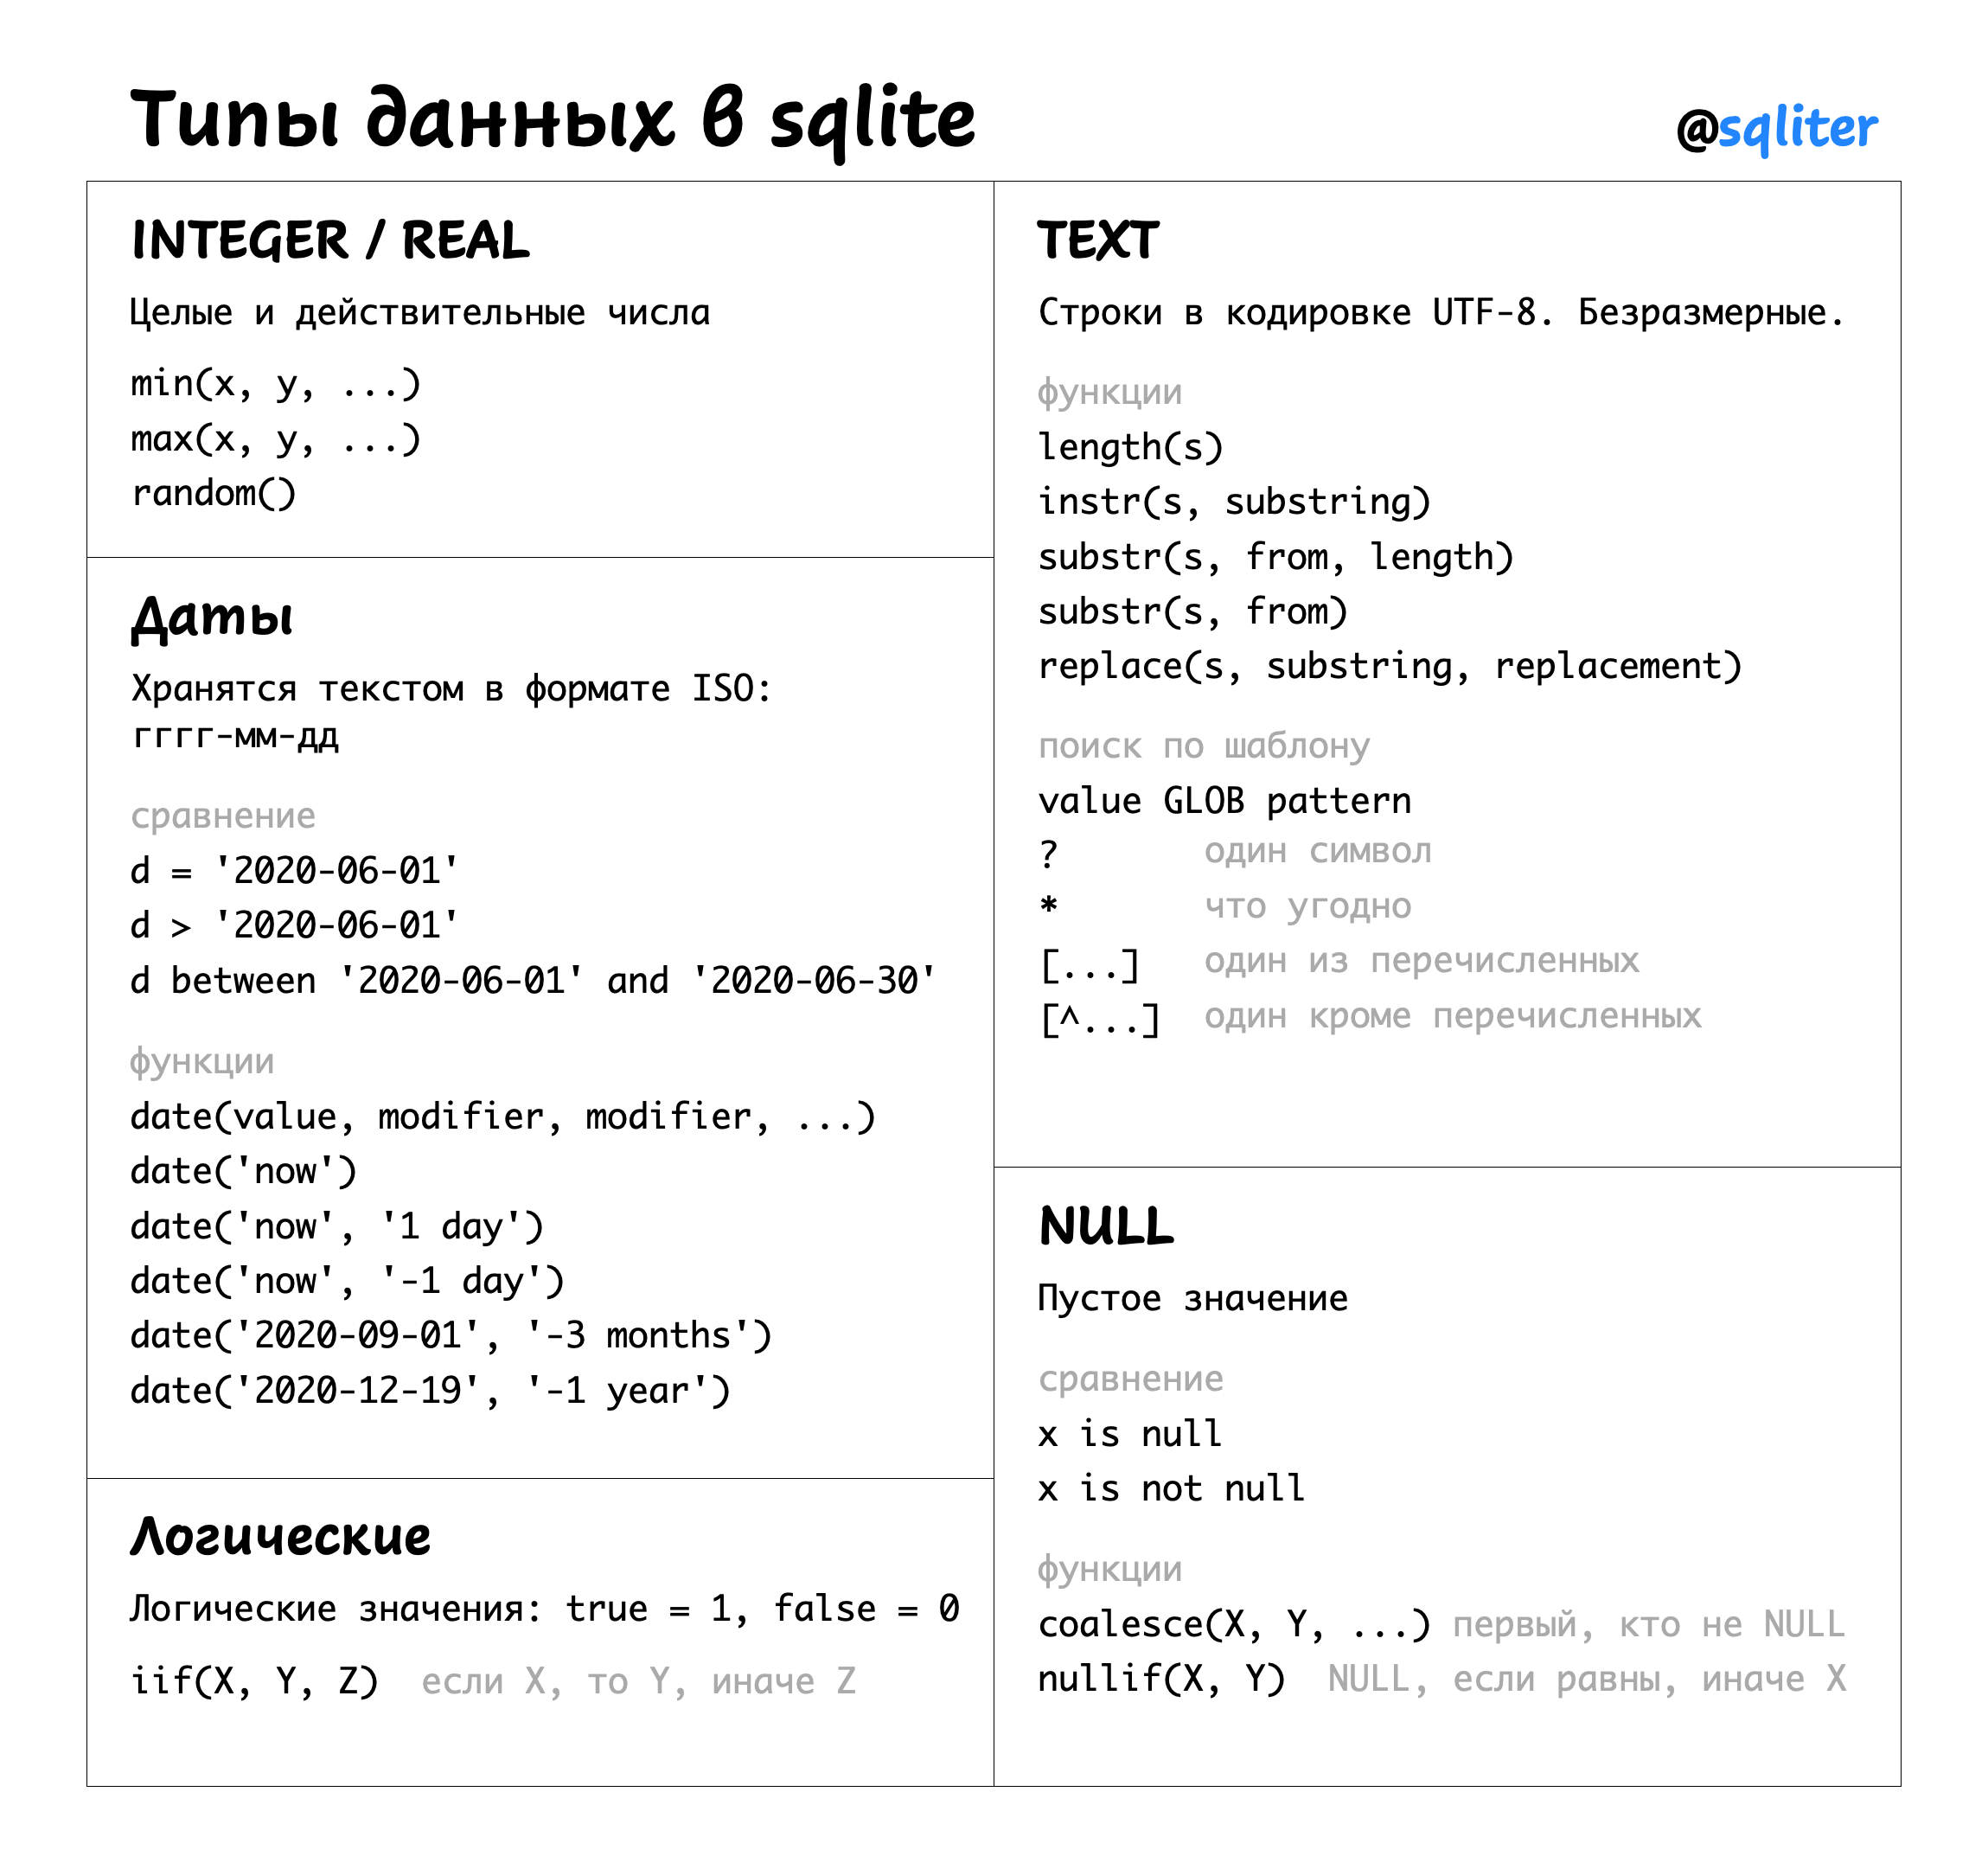 Типы данных в sqlite
@sqliter
INTEGER / REAL
Целые и действительные числа
min(x, y, ...)
max(x, y, ...)
random()
Даты
Хранятся текстом в формате ISO:
гггг-мм-дд
сравнение
d = '2020-06-01'
d > '2020-06-01'
d between '2020-06-01' and '2020-06-30'
функции
date(value, modifier, modifier, ...)
date('now')
date('now', '1 day')
date('now', '-1 day')
date('2020-09-01', '-3 months')
date('2020-12-19', '-1 year')
Логические
Логические значения: true = 1, false = 0
iif(X, Y, Z) если X, то Y, иначе Z
TEXT
Строки в кодировке UTF-8. Безразмерные.
функции
length(s)
instr(s, substring)
substr(s, from, length)
substr(s, from)
replace(s, substring, replacement)
поиск по шаблону
value GLOB pattern
? один символ
* что угодно
[...] один из перечисленных
[^...] один кроме перечисленных
NULL
Пустое значение
сравнение
x is null
x is not null
функции
coalesce(X, Y, ...) первый, кто не NULL
nullif(X, Y) NULL, если равны, иначе X